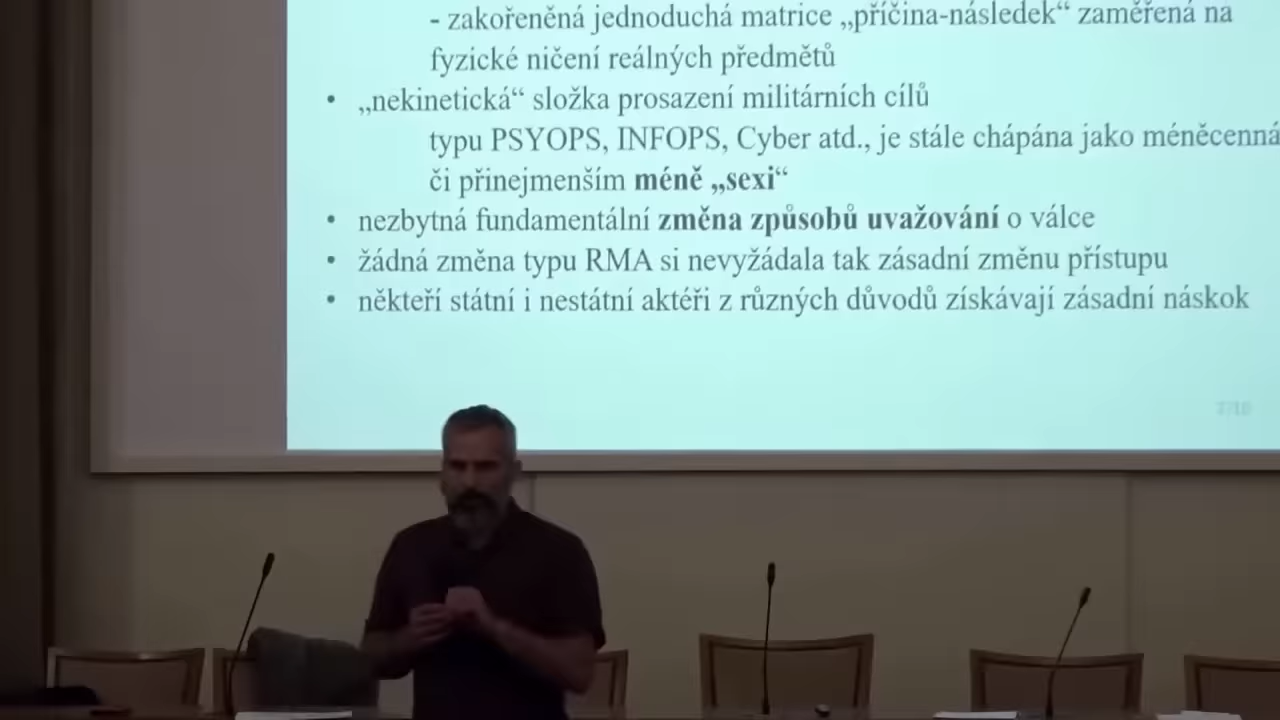 - zakořeněná jednoduchá matrice „příčina-následek“ zaměřená na
fyzické ničení reálných předmětů
• „nekinetická“ složka prosazení militárních cílů
typu PSYOPS, INFOPS, Cyber atd., je stále chápána jako méněcenná
či přinejmenším méně „sexi“
• nezbytná fundamentální změna způsobů uvažování o válce
• žádná změna typu RMA si nevyžádala tak zásadní změnu přístupu
• někteří státní i nestátní aktéři z různých důvodů získávají zásadní náskok